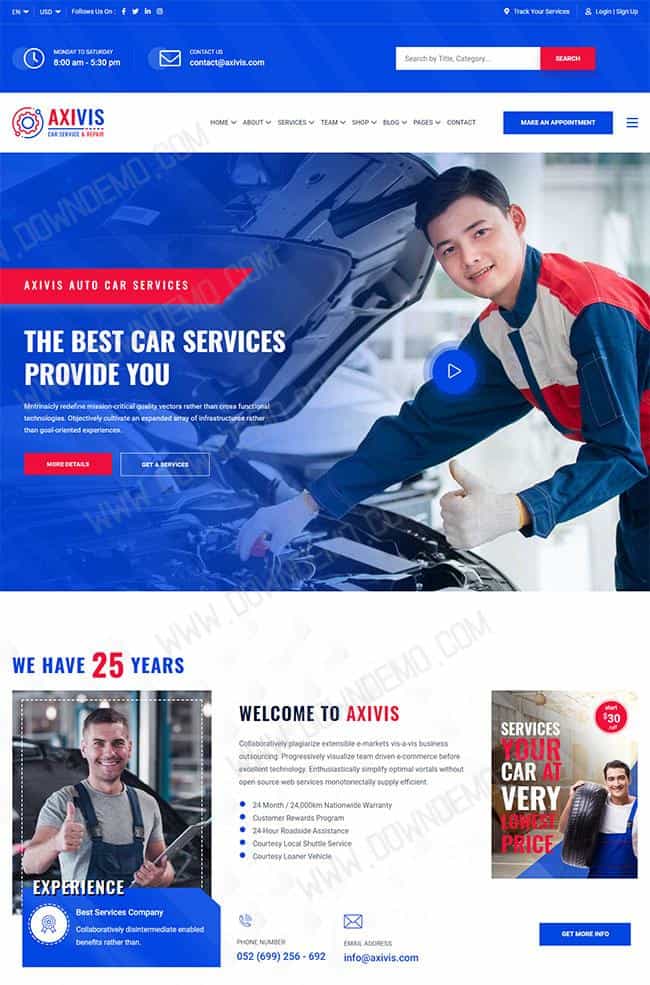 EN USD Follows Us On : Track Your Services Login | Sign Up
MONDAY TO SATURDAY
8:00 am - 5:30 pm
CONTACT US
contact@axivis.com
Search by Title, Category...
SEARCH
AXIVIS
CAR SERVICE & REPAIR
HOME ABOUT SERVICES TEAM SHOP BLOG PAGES CONTACT
MAKE AN APPOINTMENT
AXIVIS AUTO CAR SERVICES
THE BEST CAR SERVICES
PROVIDE YOU
Mntrinsicly redefine mission-critical quality vectors rather than cross functional
technologies. Objectively cultivate an expanded array of infrastructures rather
than goal-oriented experiences.
MORE DETAILS
GET A SERVICES
WWW.DOWNDEMO.COM
WWW.DOWNDEMO.COM
WWW.DOWNDEMO.COM
WWW.DOWNDEMO.COM
WE HAVE 25 YEARS
EXPERIENCE
Best Services Company
Collaboratively disintermediate enabled
benefits rather than.
WELCOME TO AXIVIS
Collaboratively plagiarize extensible e-markets vis-a-vis business
outsourcing. Progressively visualize team driven e-commerce before
excellent technology. Enthusiastically simplify optimal vortals without
open source web services monotonectally supply efficient.
24 Month / 24,000km Nationwide Warranty
Customer Rewards Program
24-Hour Roadside Assistance
Courtesy Local Shuttle Service
Courtesy Loaner Vehicle
PHONE NUMBER
052 (699) 256 - 692
EMAIL ADDRESS
info@axivis.com
start
$30
SERVICES
YOUR
CAR AT
VERY
LOWEST
PRICE
GET MORE INFO